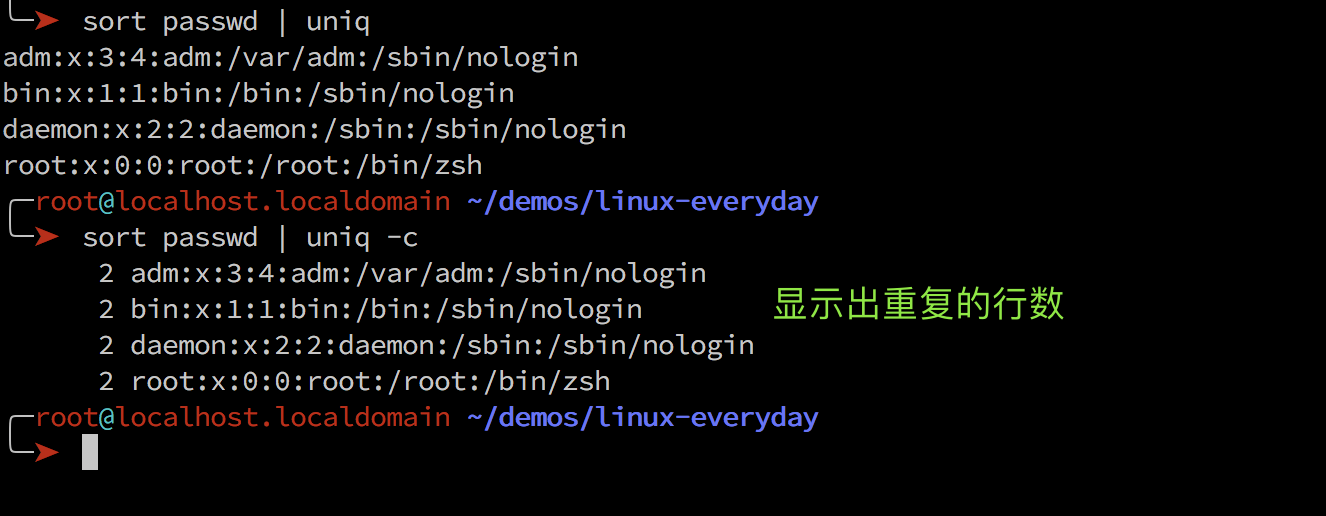 ➤ sort passwd | uniq
adm:x:3:4:adm:/var/adm:/sbin/nologin
bin:x:1:1:bin:/bin:/sbin/nologin
daemon:x:2:2:daemon:/sbin:/sbin/nologin
root:x:0:0:root:/root:/bin/zsh
root@localhost.localdomain ~/demos/linux-everyday
➤ sort passwd | uniq -c
2 adm:x:3:4:adm:/var/adm:/sbin/nologin
2 bin:x:1:1:bin:/bin:/sbin/nologin
显示出重复的行数
2 daemon:x:2:2:daemon:/sbin:/sbin/nologin
2 root:x:0:0:root:/root:/bin/zsh
root@localhost.localdomain ~/demos/linux-everyday
➤